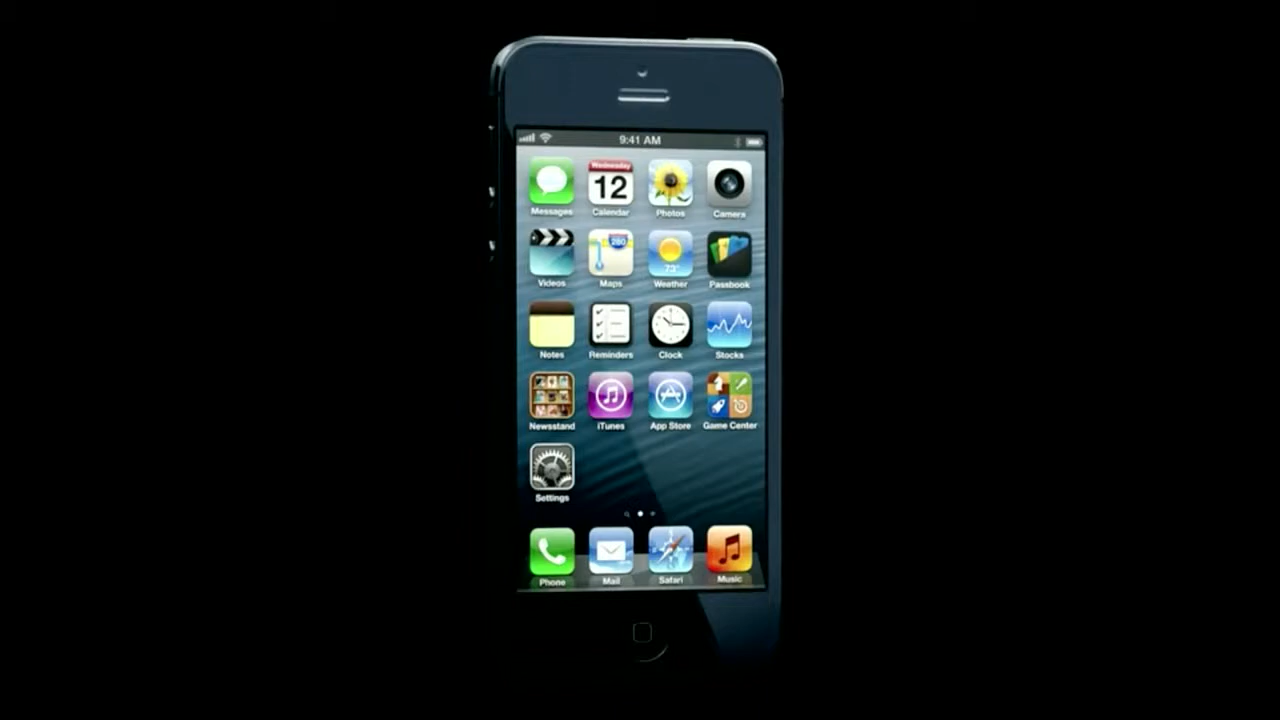 9:41 AM
Wednesday
12
280
73°
Messages Calendar Photos Camera
Videos Maps Weather Passbook
Notes Reminders Clock Stocks
Newsstand iTunes App Store Game Center
Settings
Phone Mail Safari Music